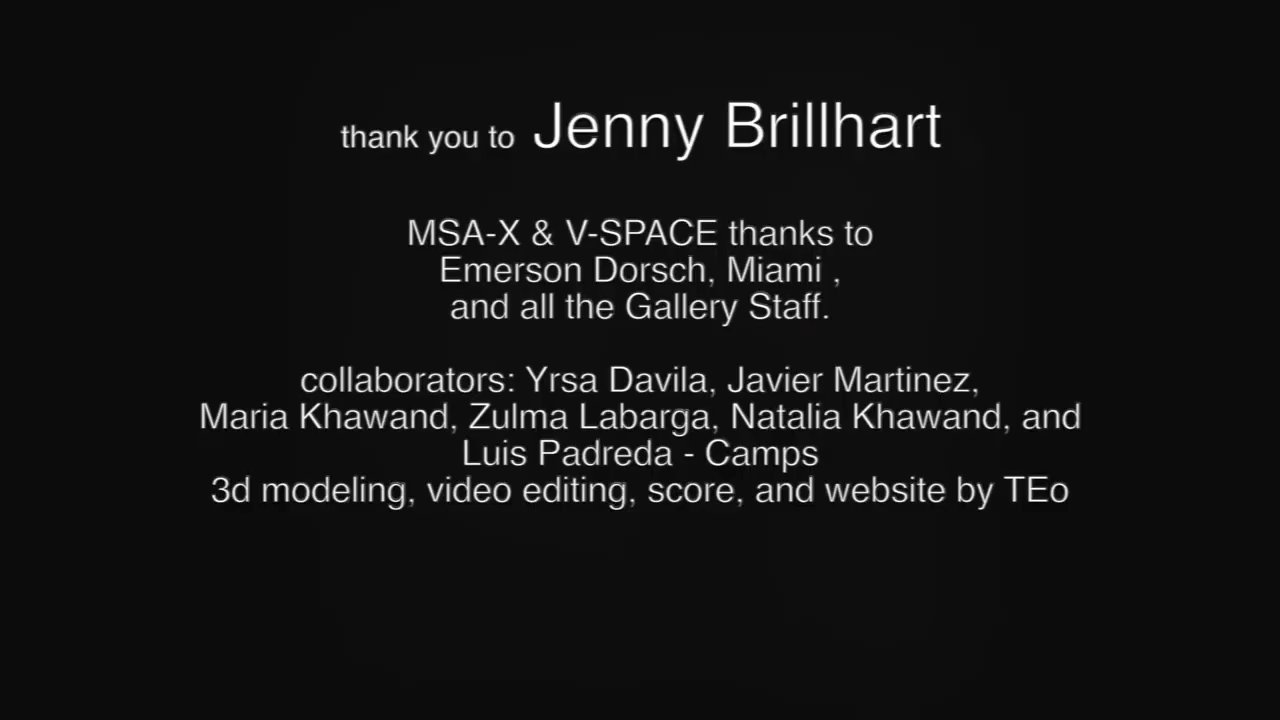 thank you to Jenny Brillhart
MSA-X & V-SPACE thanks to
Emerson Dorsch, Miami ,
and all the Gallery Staff.
collaborators: Yrsa Davila, Javier Martinez,
Maria Khawand, Zulma Labarga, Natalia Khawand, and
Luis Padreda - Camps
3d modeling, video editing, score, and website by TEo